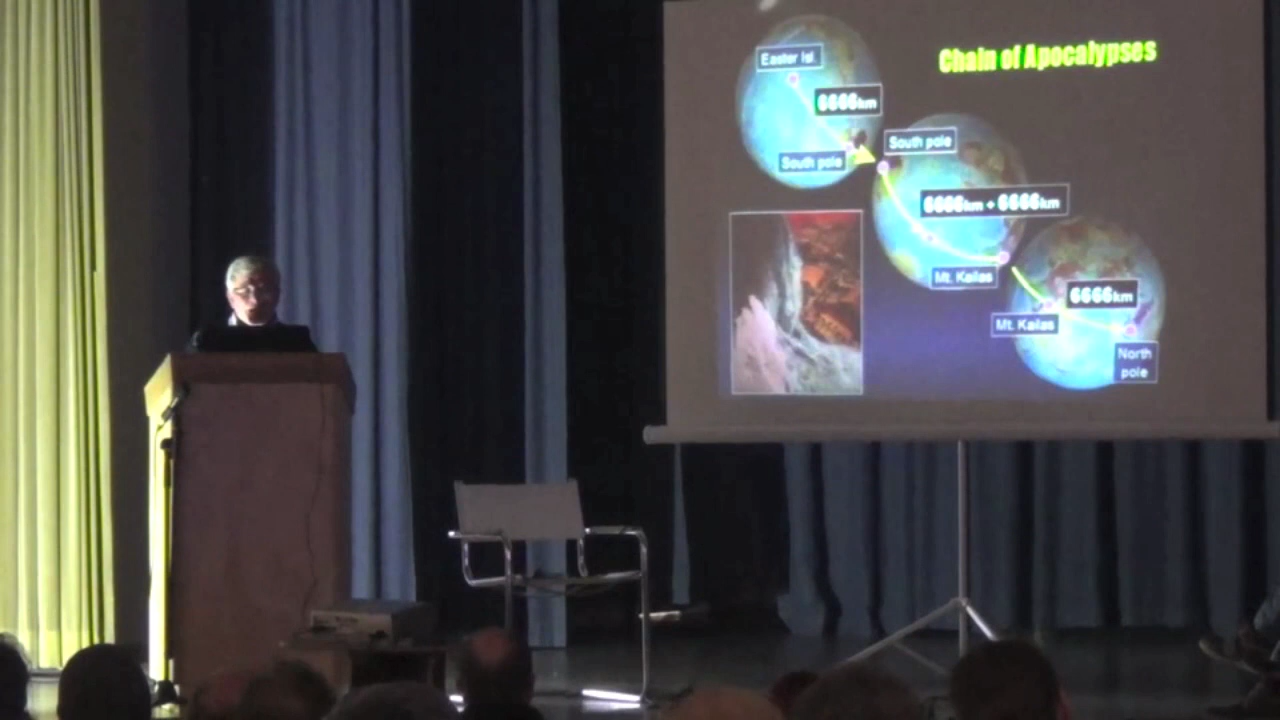 Chain of Apocalypses
Easter Isl.
6666km
South pole
South pole
6666km + 6666km
Mt. Kailas
Mt. Kailas
6666km
North
pole